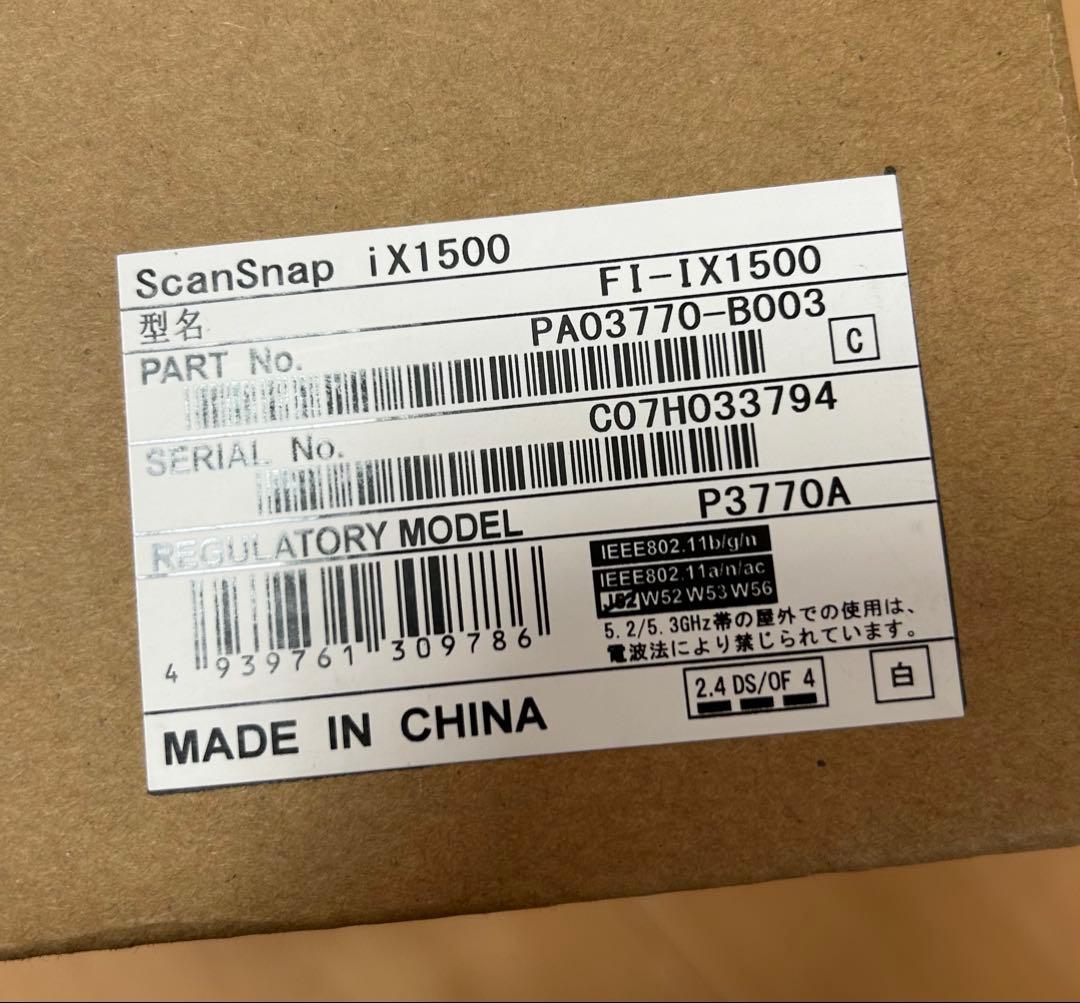 ScanSnap iX1500
型名 FI-IX1500
PART No. PA03770-B003
C
SERIAL No. C07H033794
REGULATORY MODEL P3770A
IEEE802.11b/g/n
IEEE802.11a/n/ac
J52 W52 W53 W56
5.2/5.3GHz帯の屋外での使用は、
電波法により禁じられています。
4 939761 309786
2.4 DS/OF 4
白
MADE IN CHINA